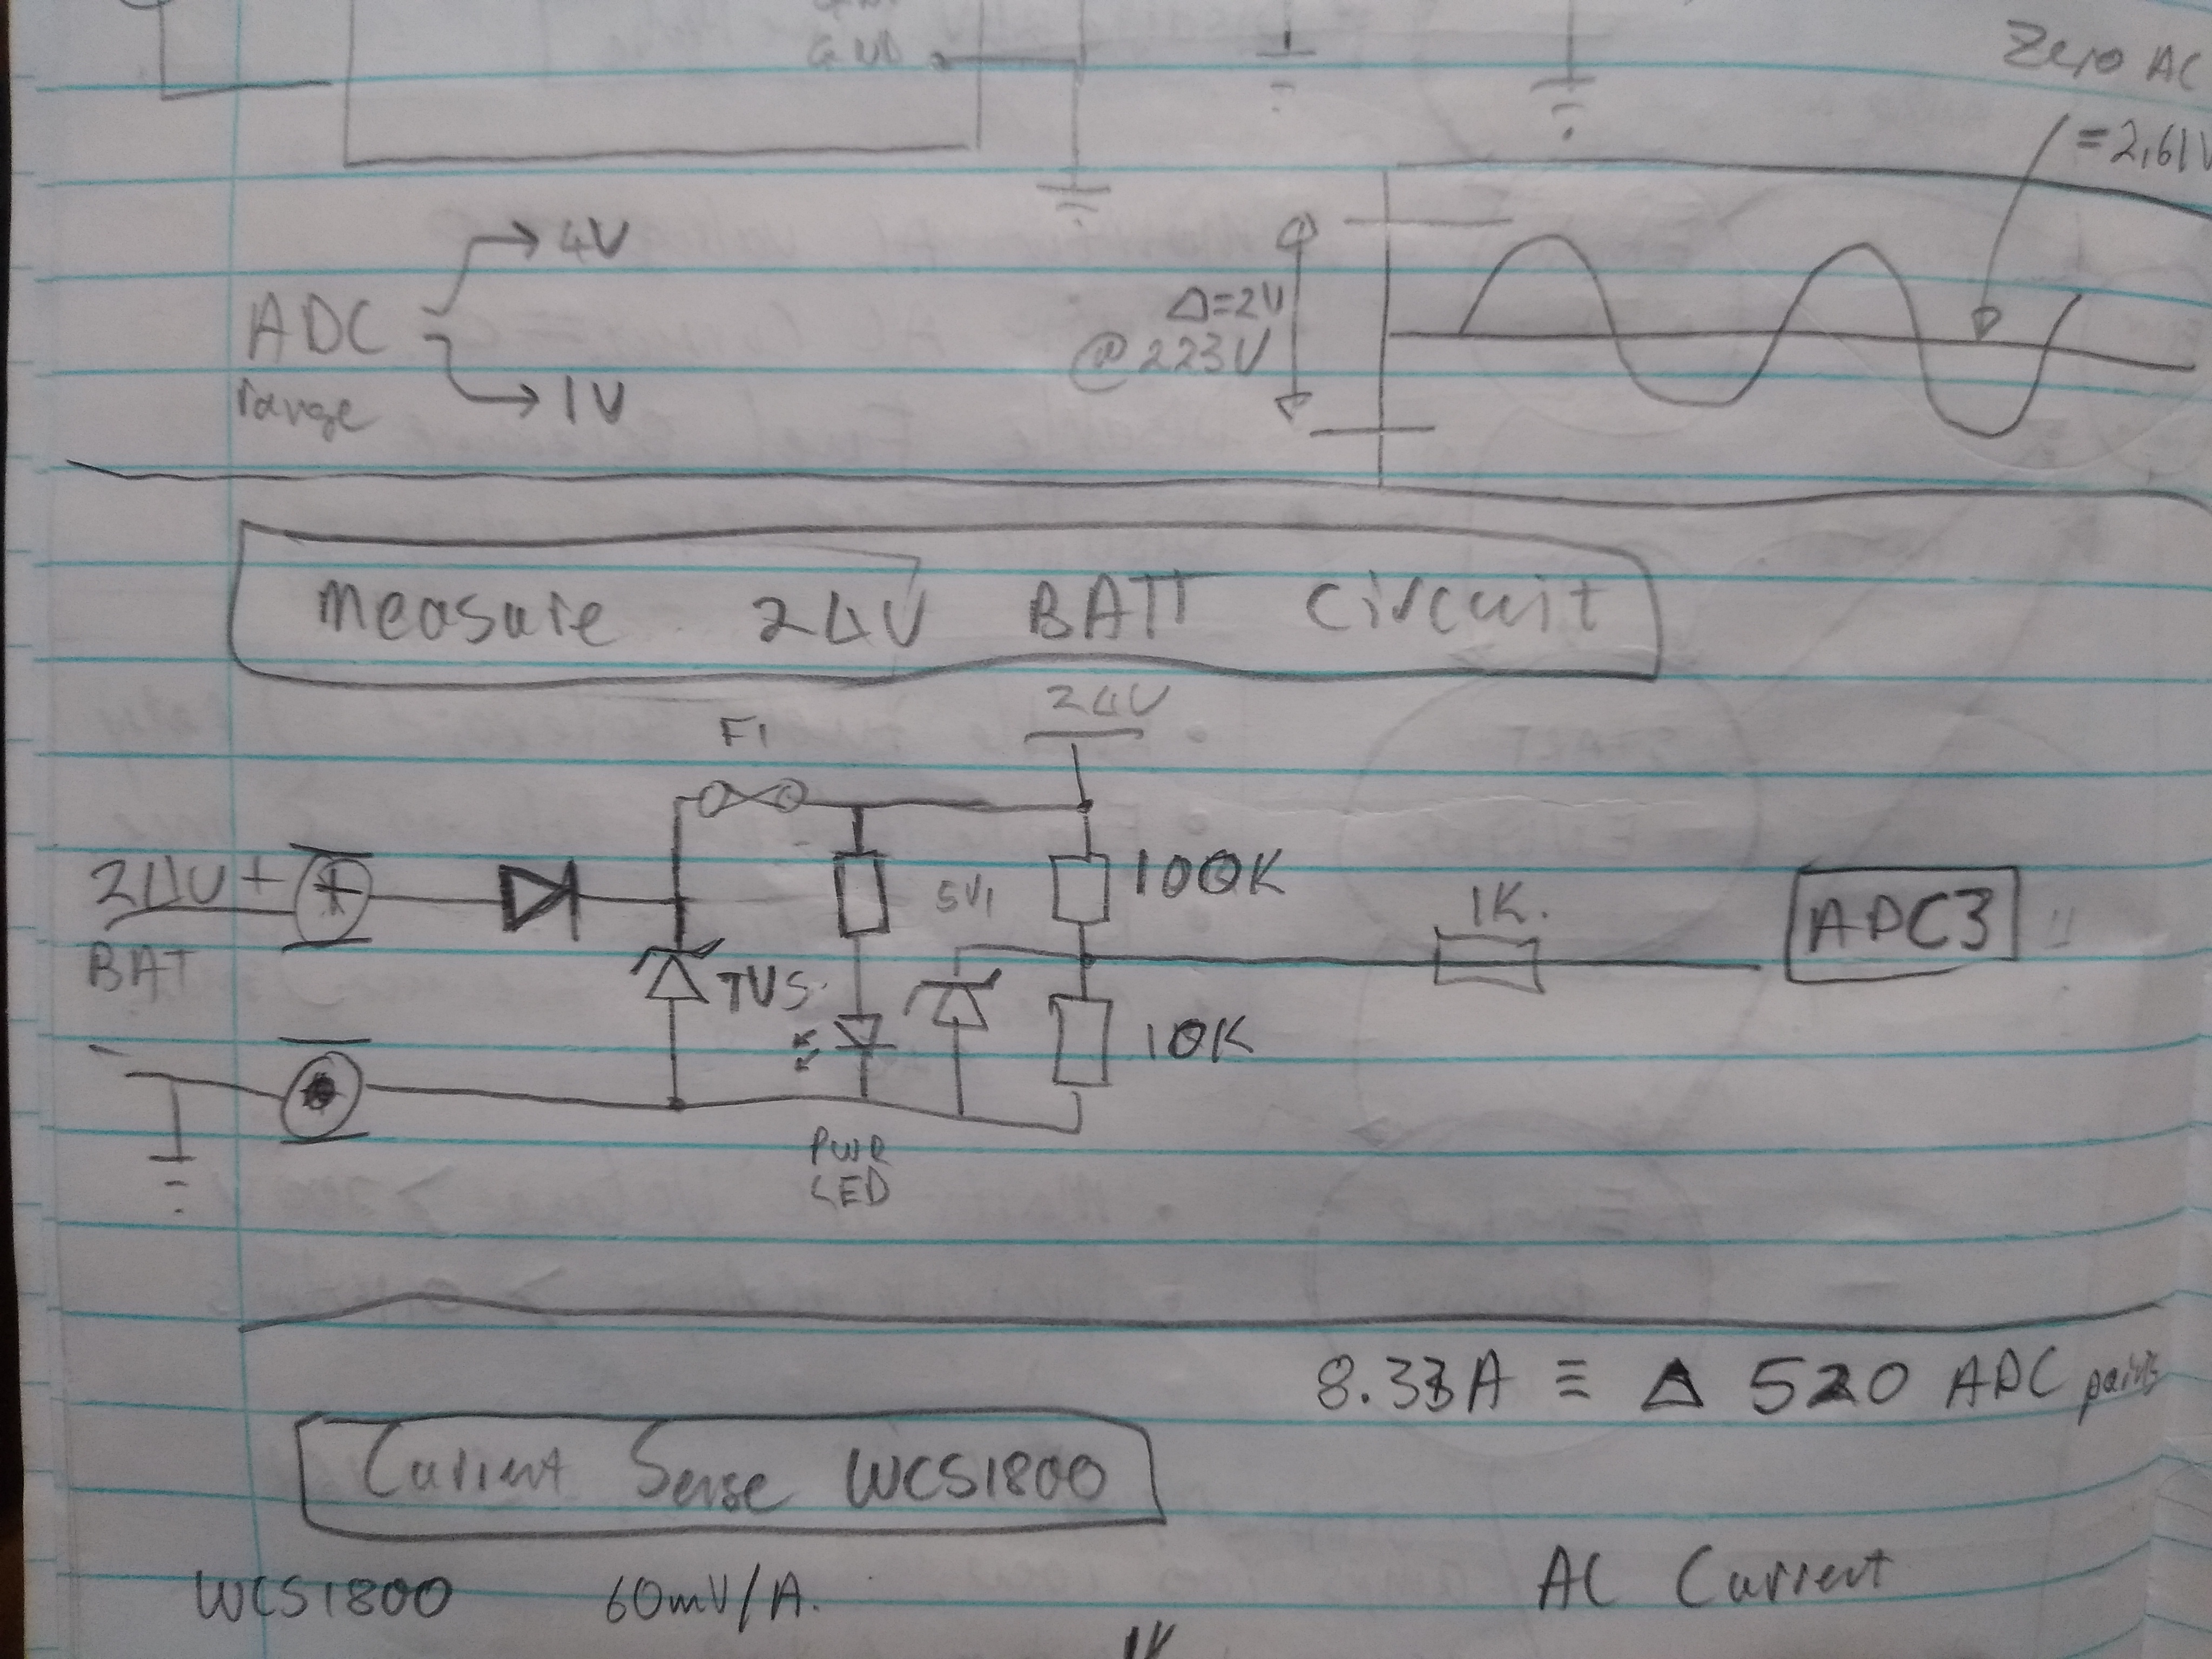 GND
Zero AC
= 2,61V
4V
ADC
range
1V
Δ=2V
@ 223V
Measure 24V BATT Circuit
24V
F1
24V +
BAT
+
5V1
100K
1K.
ADC3
TVS
10K
-
PWR
LED
8.33A ≡ Δ 520 ADC points
Current Sense WCS1800
WCS1800 60mV/A.
AC Current
1K